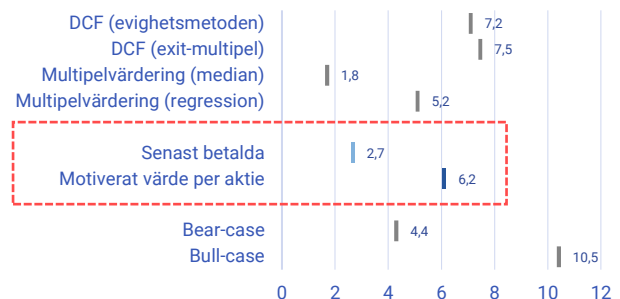 DCF (evighetsmetoden) 7,2
DCF (exit-multipel) 7,5
Multipelvärdering (median) 1,8
Multipelvärdering (regression) 5,2
Senast betalda 2,7
Motiverat värde per aktie 6,2
Bear-case 4,4
Bull-case 10,5
0 2 4 6 8 10 12